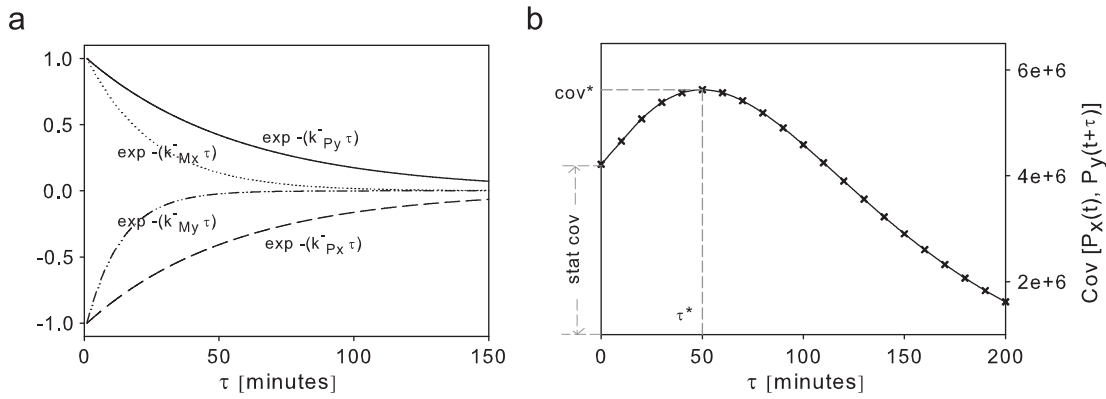 a
1.0
0.5
0.0
-0.5
-1.0
exp -(k⁻Py τ)
exp -(k⁻Mx τ)
exp -(k⁻My τ)
exp -(k⁻Px τ)
0 50 100 150
τ [minutes]
b
cov*
stat cov
τ*
6e+6
4e+6
2e+6
Cov [Px(t), Py(t+τ)]
0 50 100 150 200
τ [minutes]